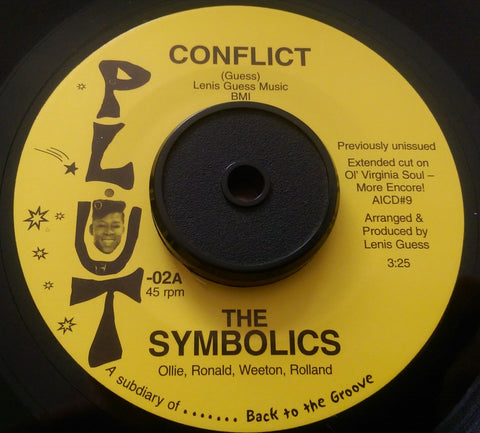 CONFLICT
(Guess)
Lenis Guess Music
BMI
PLUT
Previously unissued
Extended cut on
Ol' Virginia Soul –
More Encore!
AICD#9
Arranged &
Produced by
Lenis Guess
3:25
-02A
45 rpm
THE
SYMBOLICS
Ollie, Ronald, Weeton, Rolland
A subdiary of ....... Back to the Groove